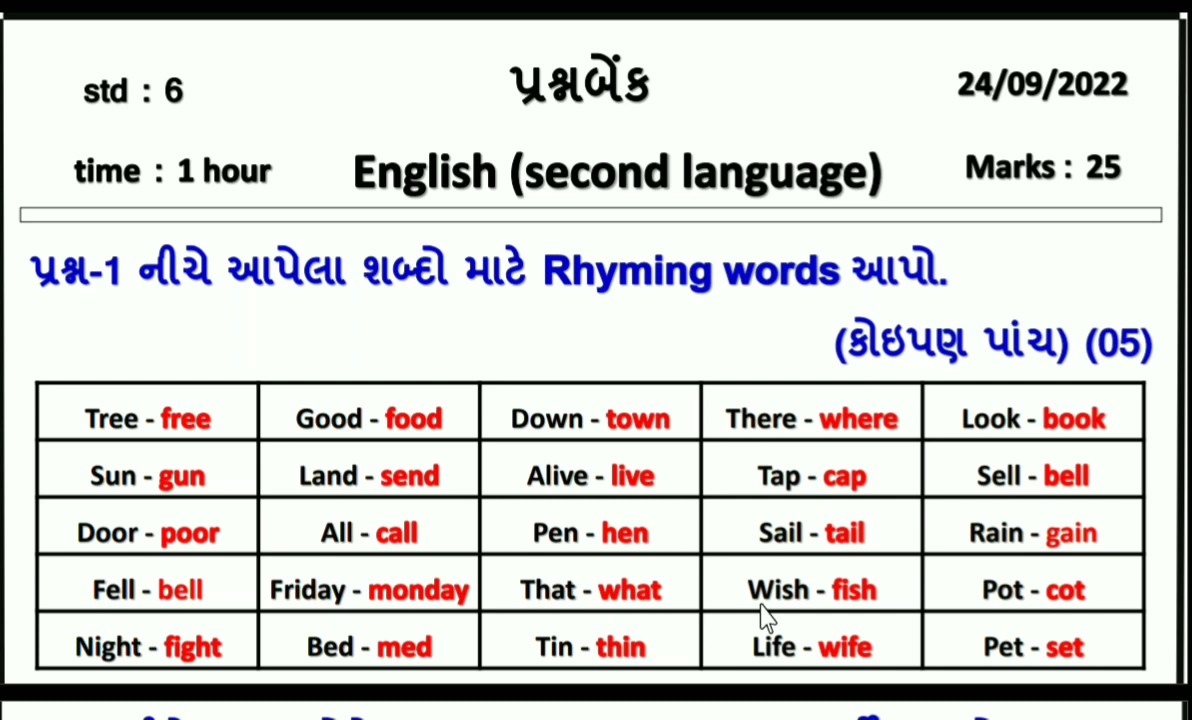 std : 6 પ્રશ્નબેંક 24/09/2022
time : 1 hour English (second language) Marks : 25
પ્રશ્ન-1 નીચે આપેલા શબ્દો માટે Rhyming words આપો.
(કોઇપણ પાંચ) (05)
Tree - free Good - food Down - town There - where Look - book
Sun - gun Land - send Alive - live Tap - cap Sell - bell
Door - poor All - call Pen - hen Sail - tail Rain - gain
Fell - bell Friday - monday That - what Wish - fish Pot - cot
Night - fight Bed - med Tin - thin Life - wife Pet - set